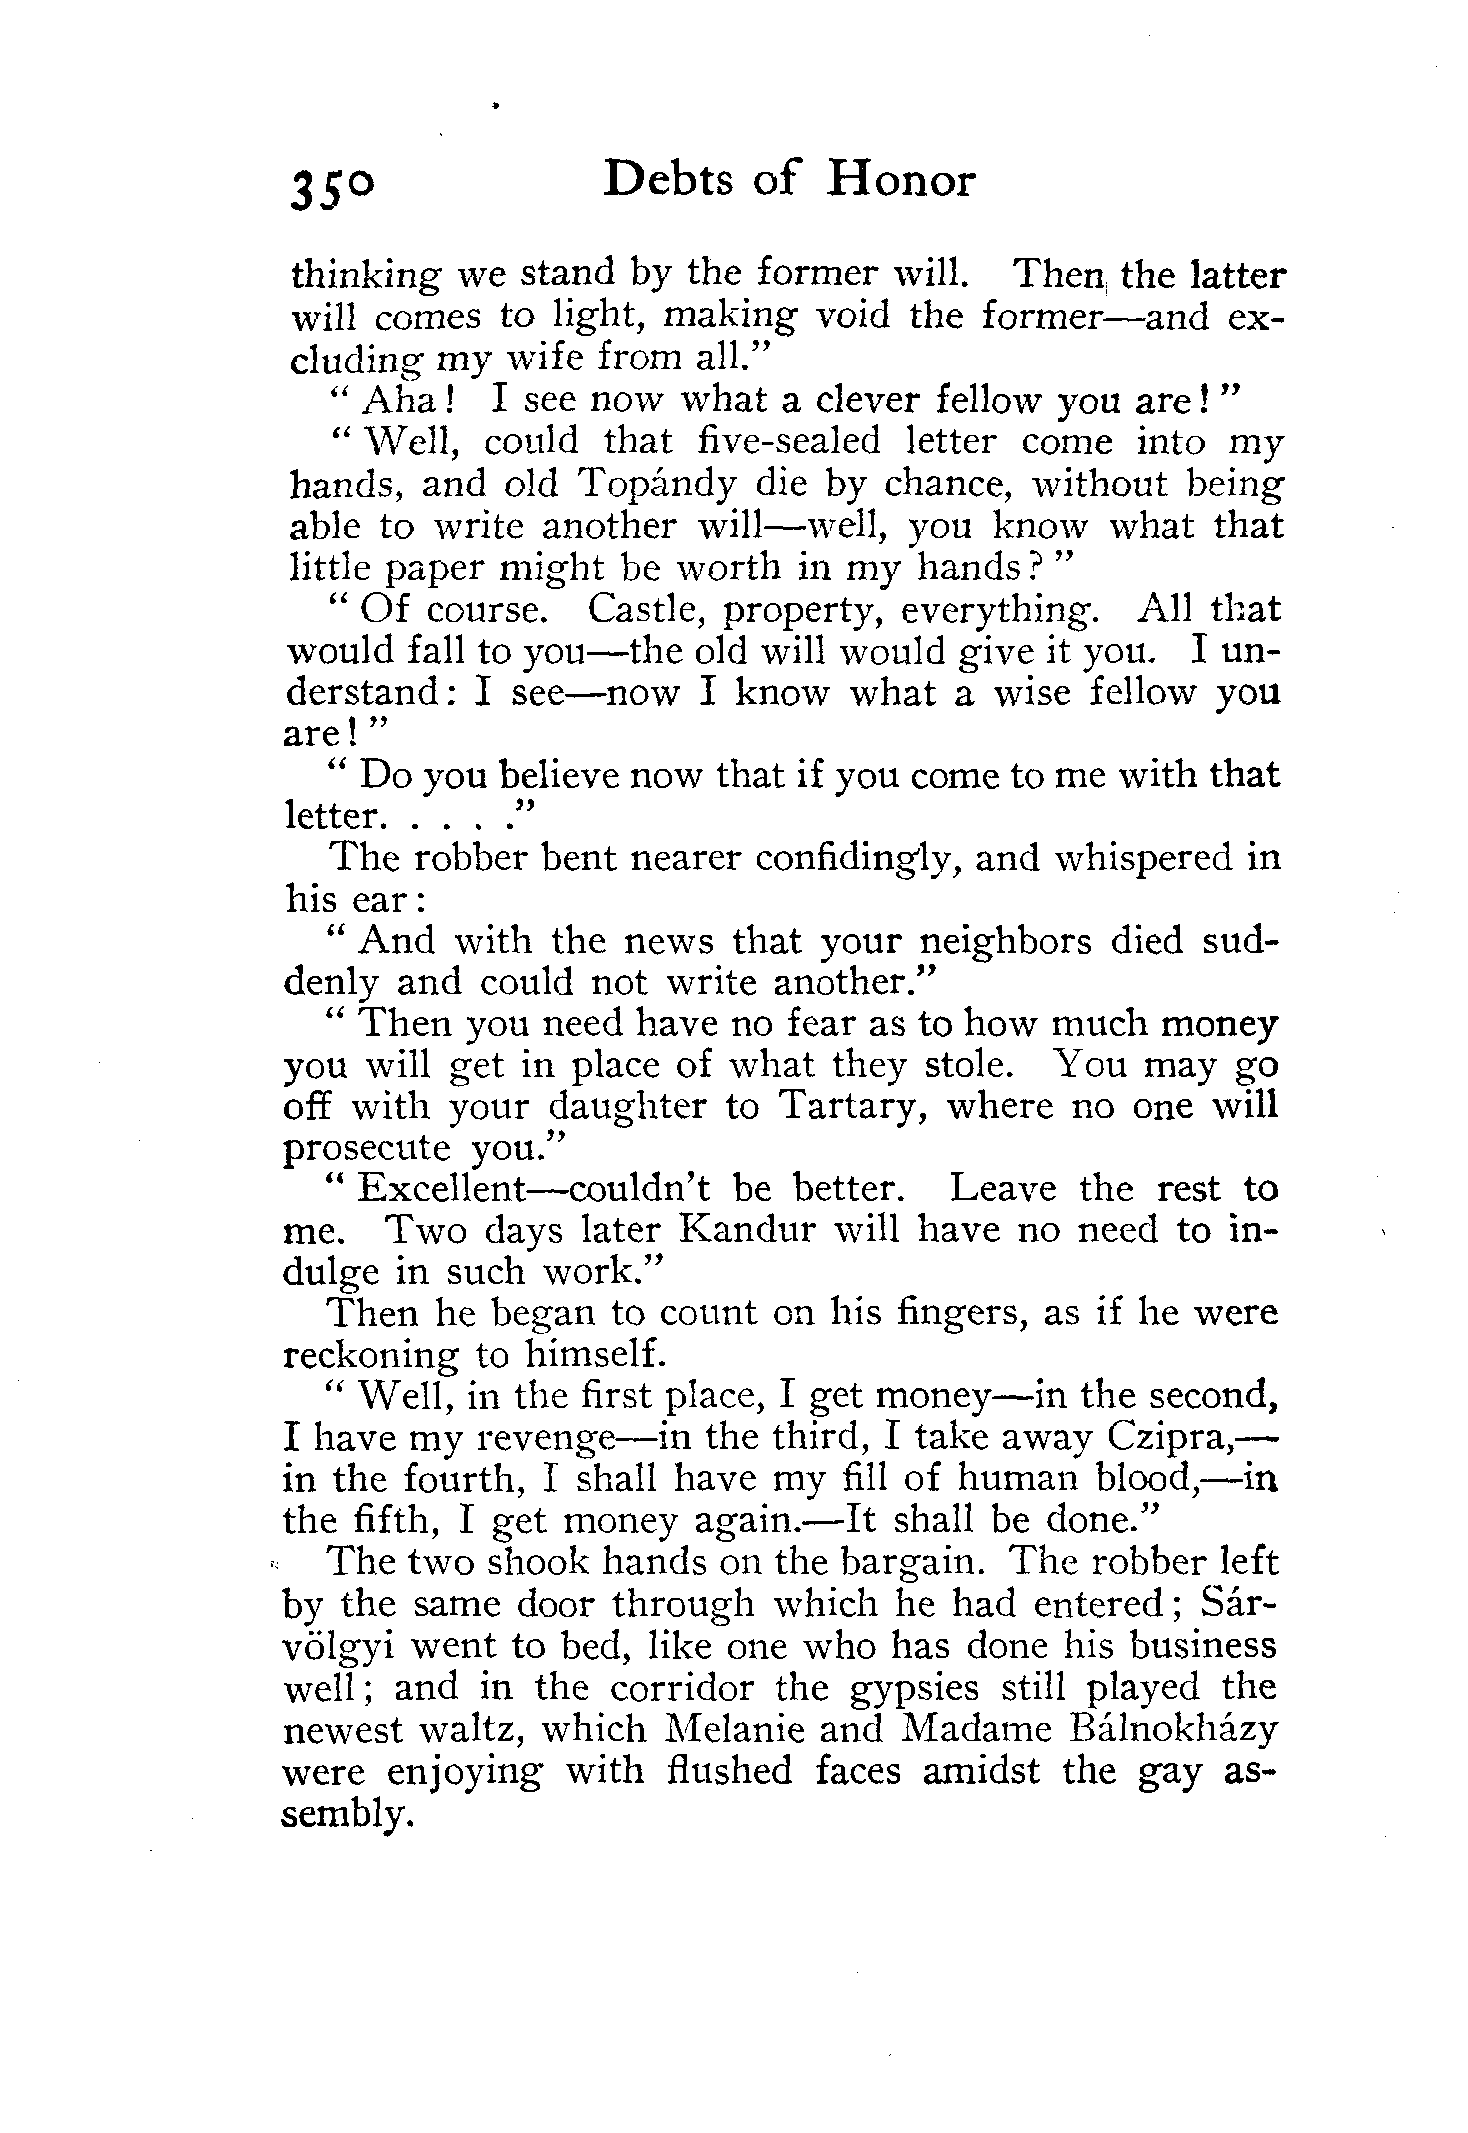 350 Debts of Honor
thinking we stand by the former will. Then the latter
will comes to light, making void the former—and ex-
cluding my wife from all."
"Aha! I see now what a clever fellow you are!"
"Well, could that five-sealed letter come into my
hands, and old Topándy die by chance, without being
able to write another will—well, you know what that
little paper might be worth in my hands?"
"Of course. Castle, property, everything. All that
would fall to you—the old will would give it you. I un-
derstand: I see—now I know what a wise fellow you
are!"
"Do you believe now that if you come to me with that
letter. . . . ."
The robber bent nearer confidingly, and whispered in
his ear:
"And with the news that your neighbors died sud-
denly and could not write another."
"Then you need have no fear as to how much money
you will get in place of what they stole. You may go
off with your daughter to Tartary, where no one will
prosecute you."
"Excellent—couldn't be better. Leave the rest to
me. Two days later Kandur will have no need to in-
dulge in such work."
Then he began to count on his fingers, as if he were
reckoning to himself.
"Well, in the first place, I get money—in the second,
I have my revenge—in the third, I take away Czipra,—
in the fourth, I shall have my fill of human blood,—in
the fifth, I get money again.—It shall be done."
The two shook hands on the bargain. The robber left
by the same door through which he had entered; Sár-
völgyi went to bed, like one who has done his business
well; and in the corridor the gypsies still played the
newest waltz, which Melanie and Madame Bálnokházy
were enjoying with flushed faces amidst the gay as-
sembly.